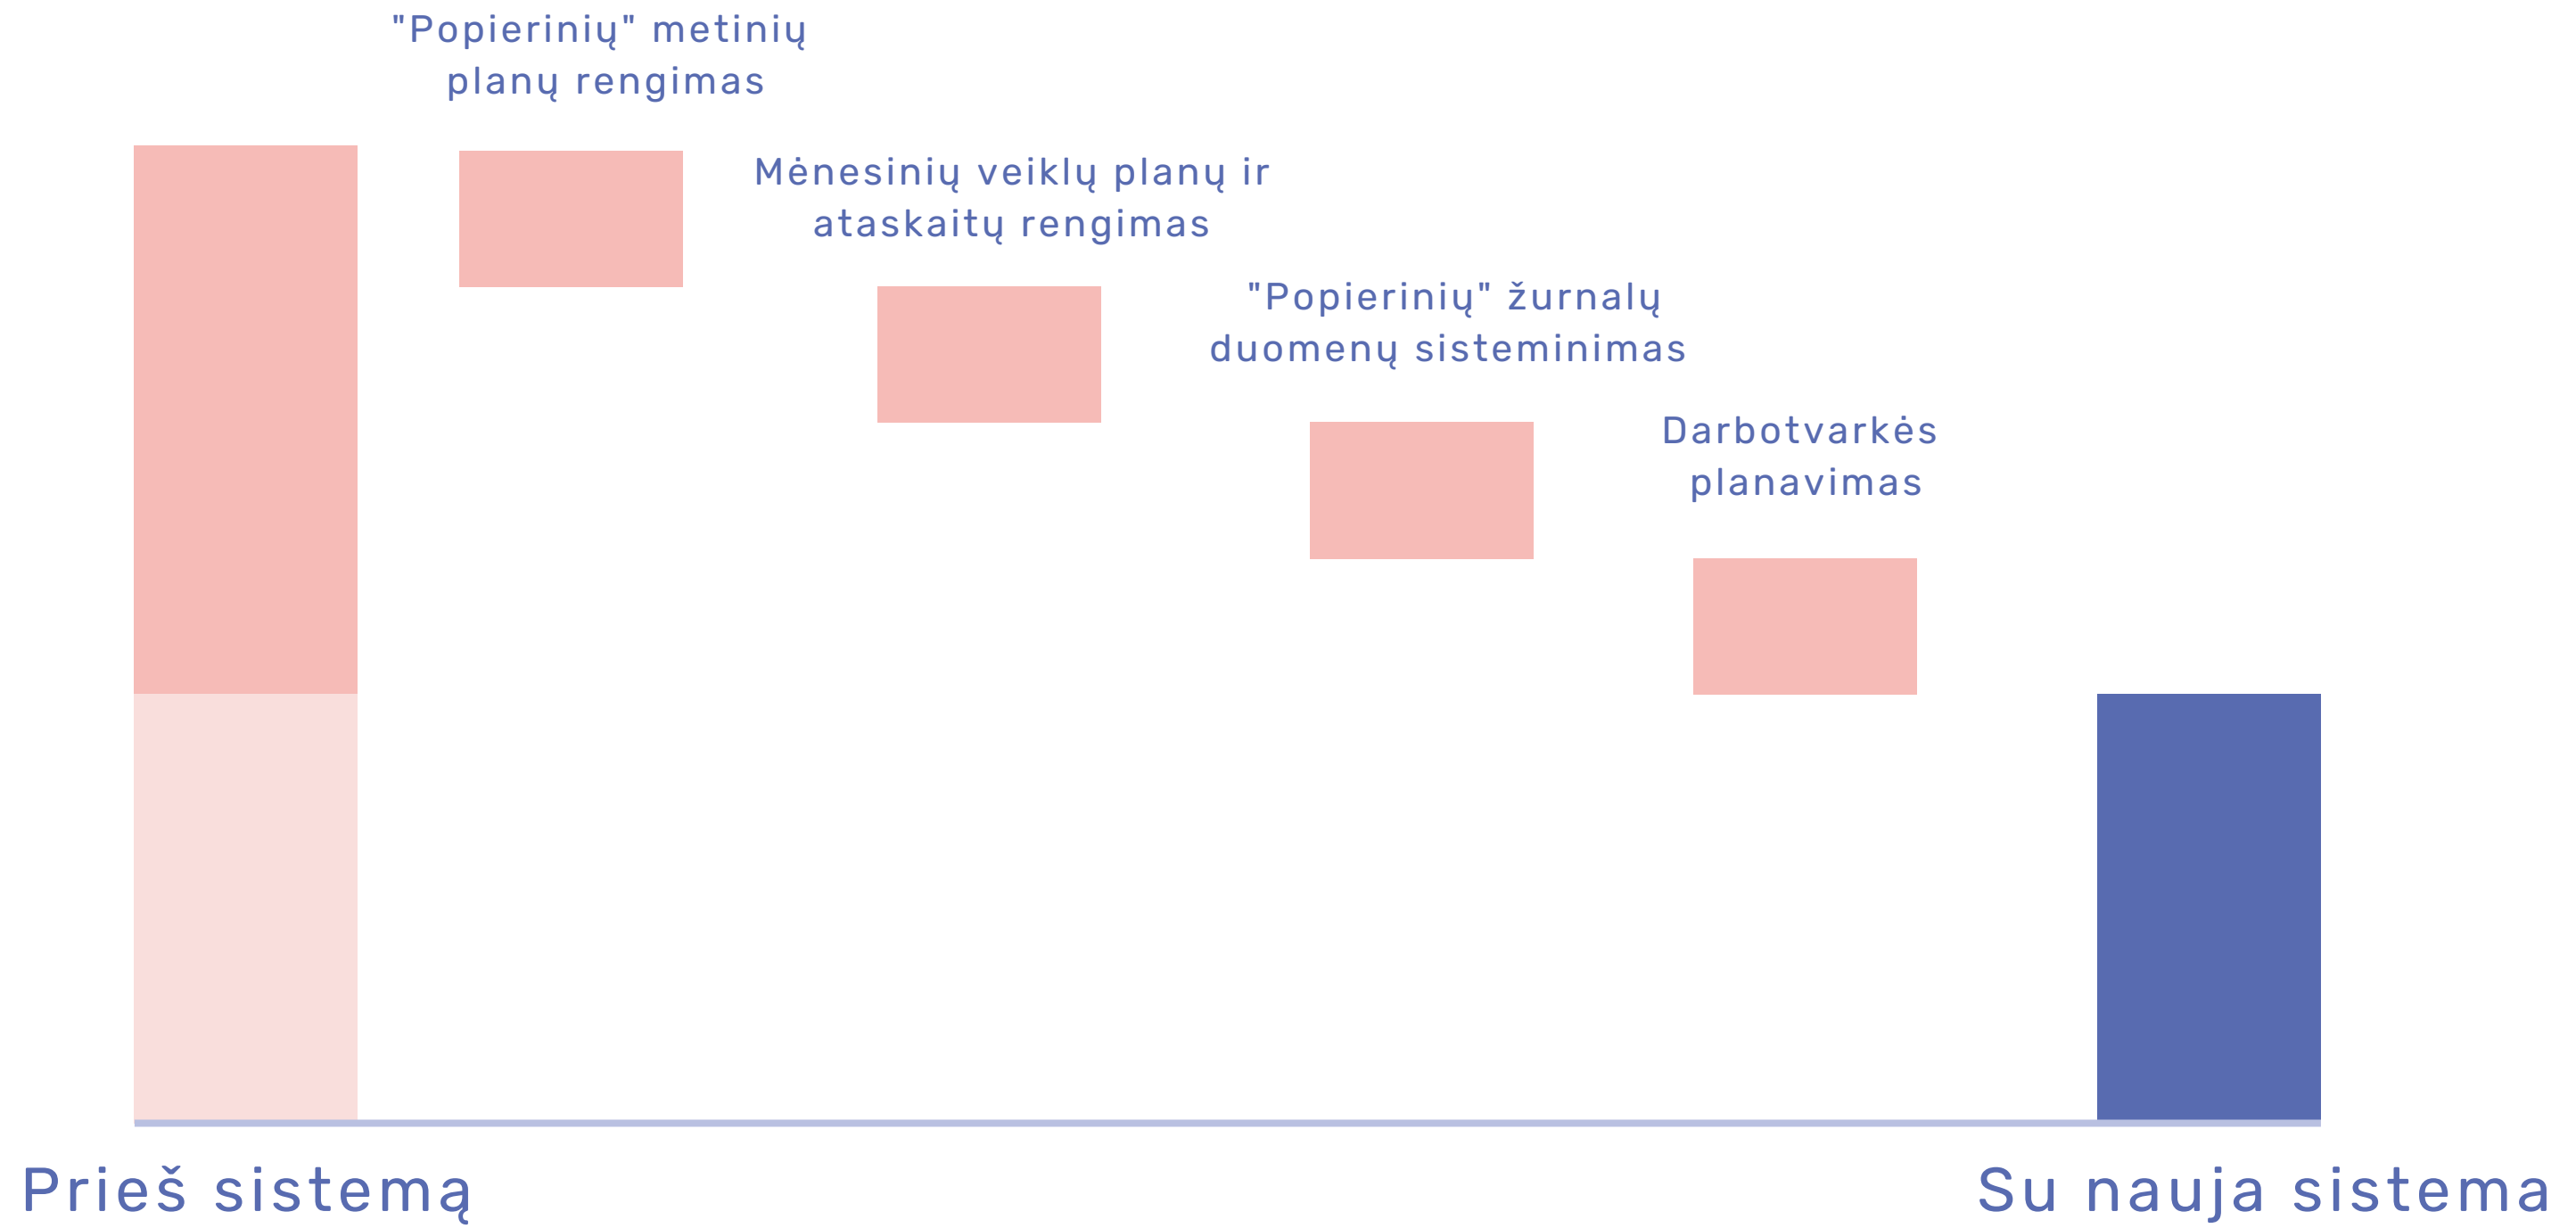 "Popierinių" metinių
planų rengimas
Mėnesinių veiklų planų ir
ataskaitų rengimas
"Popierinių" žurnalų
duomenų sisteminimas
Darbotvarkės
planavimas
Prieš sistemą
Su nauja sistema